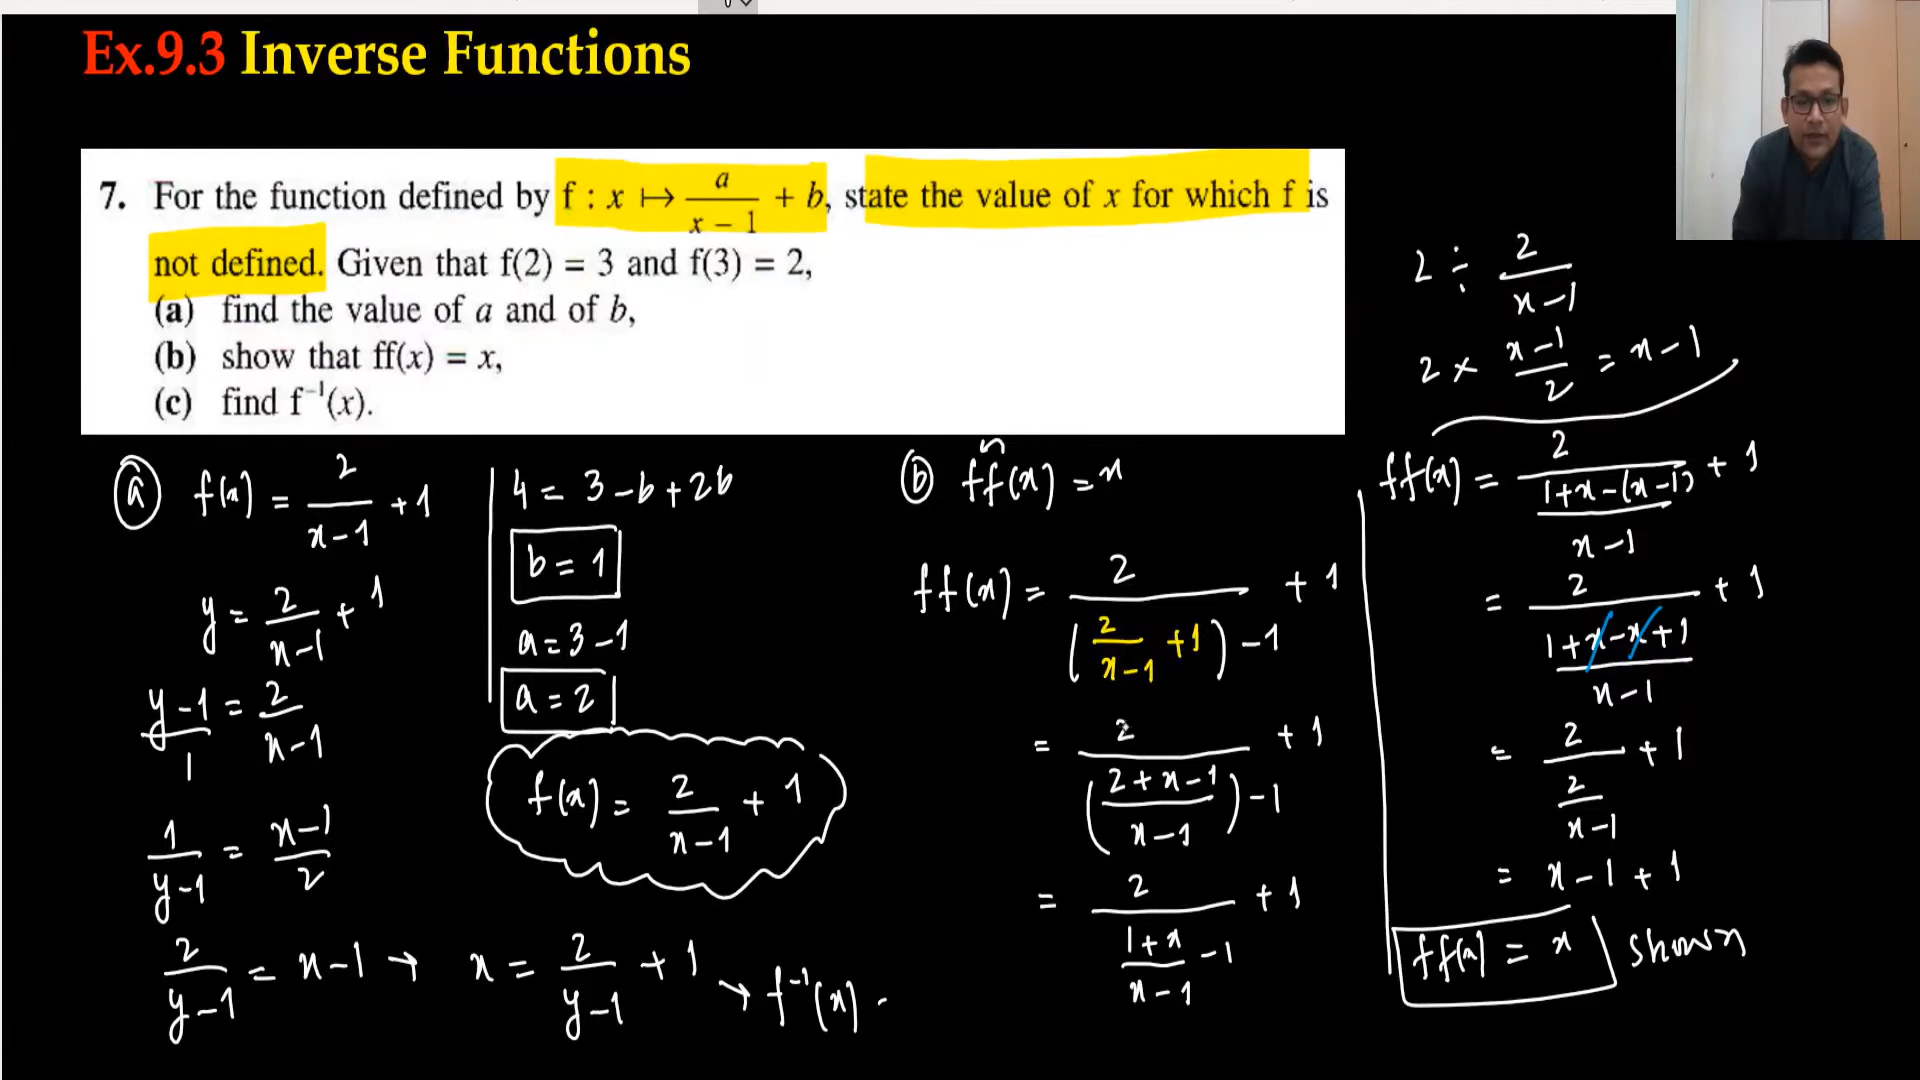 Ex.9.3 Inverse Functions
7. For the function defined by f : x ↦ a/(x − 1) + b, state the value of x for which f is
not defined. Given that f(2) = 3 and f(3) = 2,
(a) find the value of a and of b,
(b) show that ff(x) = x,
(c) find f⁻¹(x).
(a) f(x) = 2/(x-1) + 1
y = 2/(x-1) + 1
(y-1)/1 = 2/(x-1)
1/(y-1) = (x-1)/2
2/(y-1) = x-1 → x = 2/(y-1) + 1 → f⁻¹(x) -
4 = 3-b+2b
b = 1
a = 3-1
a = 2
f(x) = 2/(x-1) + 1
(b) ff(x) = x
ff(x) = 2/((2/(x-1) + 1) - 1) + 1
= 2/(((2+x-1)/(x-1)) - 1) + 1
= 2/((1+x)/(x-1) - 1) + 1
2 ÷ 2/(x-1)
2 × (x-1)/2 = x-1
ff(x) = 2/((1+x-(x-1))/(x-1)) + 1
= 2/((1+x-x+1)/(x-1)) + 1
= 2/(2/(x-1)) + 1
= x-1+1
ff(x) = x shown